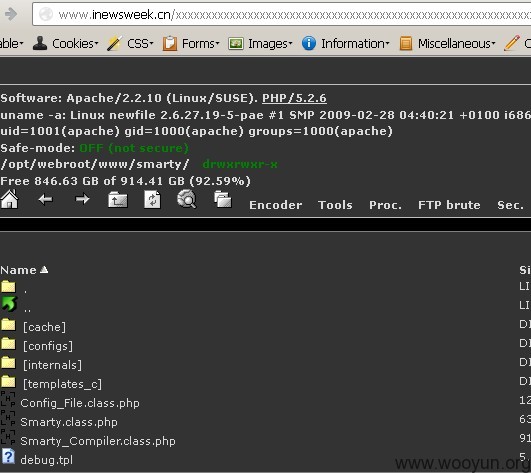 www.inewsweek.cn/xxxxxxxxxxxxxxxxxxxxxxxxxxxxxxxxxxxxxxxxxxxxxxxxxxxxxxxx
able Cookies CSS Forms Images Information Miscellaneous
Software: Apache/2.2.10 (Linux/SUSE). PHP/5.2.6
uname -a: Linux newfile 2.6.27.19-5-pae #1 SMP 2009-02-28 04:40:21 +0100 i686
uid=1001(apache) gid=1000(apache) groups=1000(apache)
Safe-mode: OFF (not secure)
/opt/webroot/www/smarty/ drwxrwxr-x
Free 846.63 GB of 914.41 GB (92.59%)
Encoder Tools Proc. FTP brute Sec.
Name Si
. LI
.. LI
[cache] DI
[configs] DI
[internals] DI
[templates_c] DI
Config_File.class.php 12
Smarty.class.php 63
Smarty_Compiler.class.php 91
debug.tpl 5
www.wooyun.org